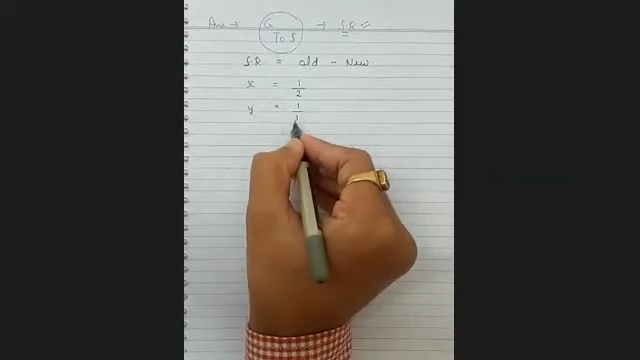 Ans → G → S.R
To S
S.R = old - New
x = 1/2
y = 1